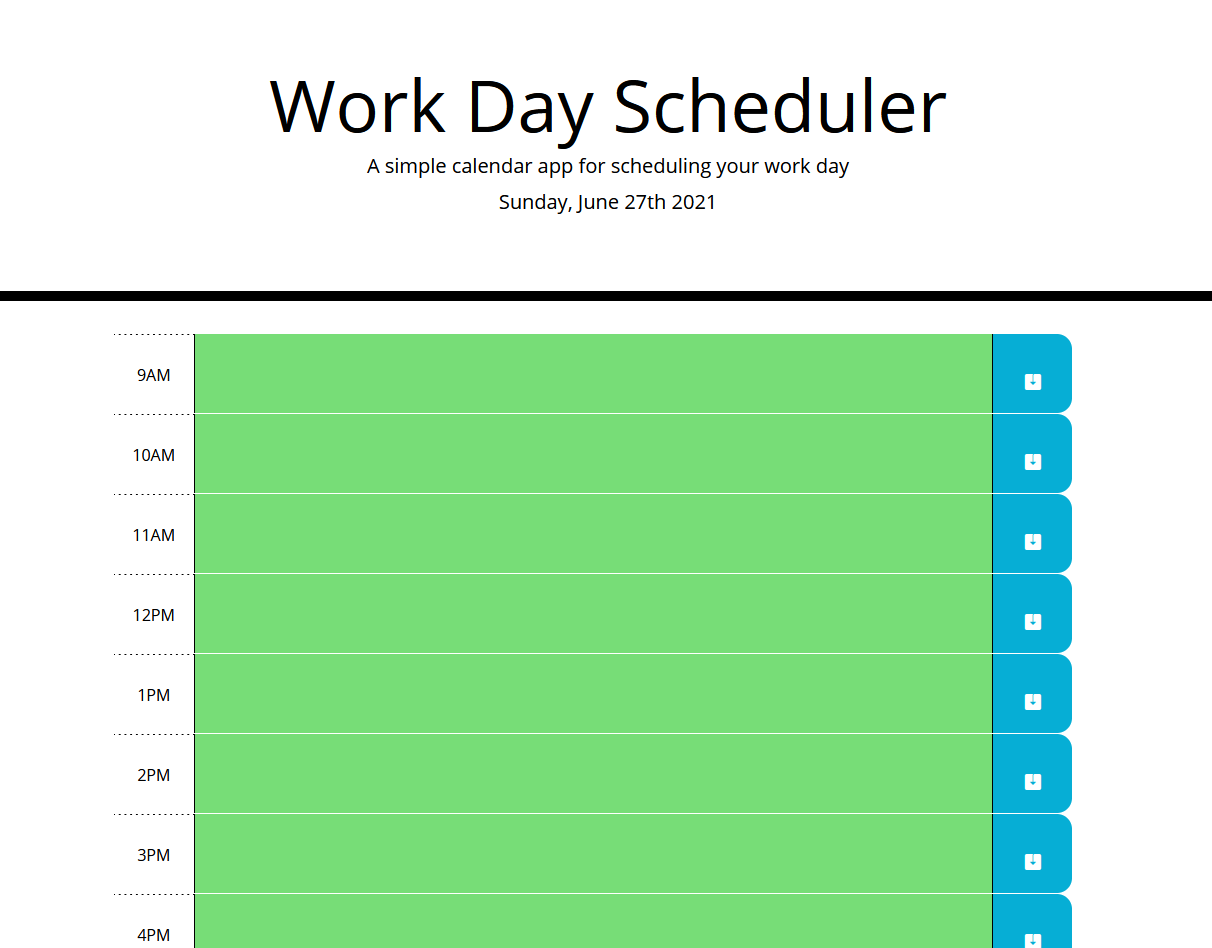 Work Day Scheduler
A simple calendar app for scheduling your work day
Sunday, June 27th 2021
9AM
10AM
11AM
12PM
1PM
2PM
3PM
4PM